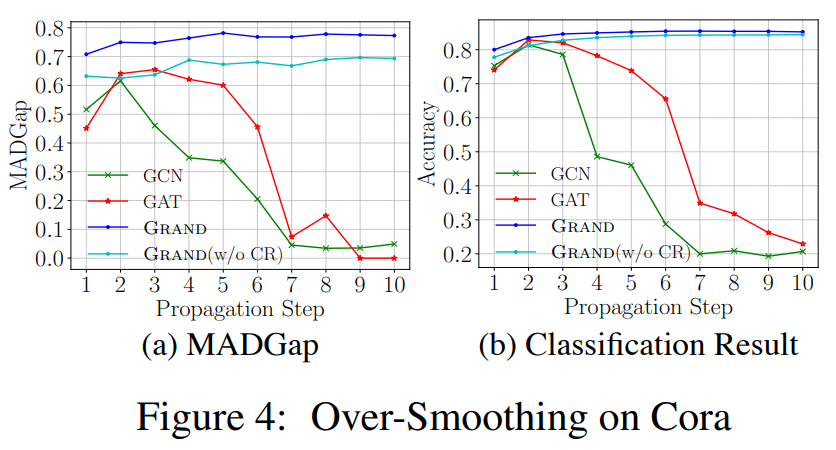 0.8
0.7
0.6
0.5
0.4
0.3
0.2
0.1
0.0
MADGap
GCN
GAT
GRAND
GRAND(w/o CR)
1 2 3 4 5 6 7 8 9 10
Propagation Step
(a) MADGap
0.8
0.7
0.6
0.5
0.4
0.3
0.2
Accuracy
GCN
GAT
GRAND
GRAND(w/o CR)
1 2 3 4 5 6 7 8 9 10
Propagation Step
(b) Classification Result
Figure 4: Over-Smoothing on Cora